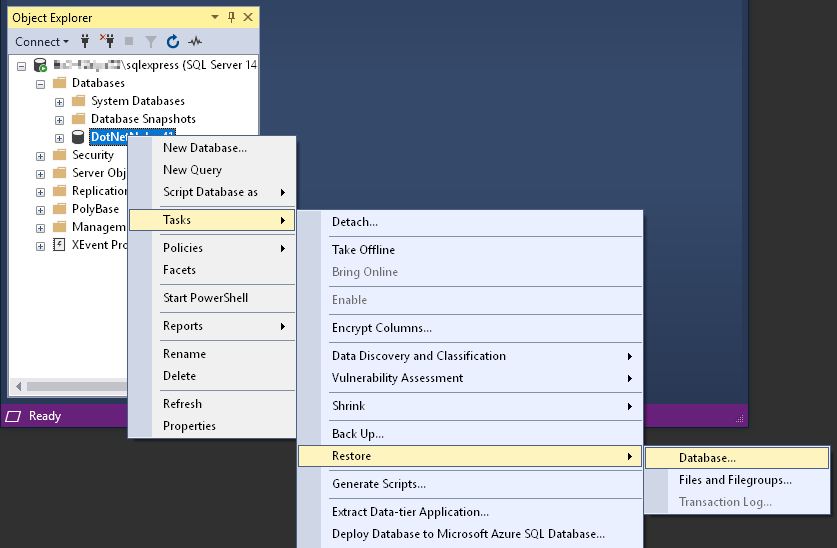 Object Explorer
Connect
\sqlexpress (SQL Server 14
Databases
System Databases
Database Snapshots
Security
Server Obj
Replication
PolyBase
Managem
XEvent Pro
Ready
New Database...
New Query
Script Database as
Tasks
Policies
Facets
Start PowerShell
Reports
Rename
Delete
Refresh
Properties
Detach...
Take Offline
Bring Online
Enable
Encrypt Columns...
Data Discovery and Classification
Vulnerability Assessment
Shrink
Back Up...
Restore
Generate Scripts...
Extract Data-tier Application...
Deploy Database to Microsoft Azure SQL Database...
Database...
Files and Filegroups...
Transaction Log...